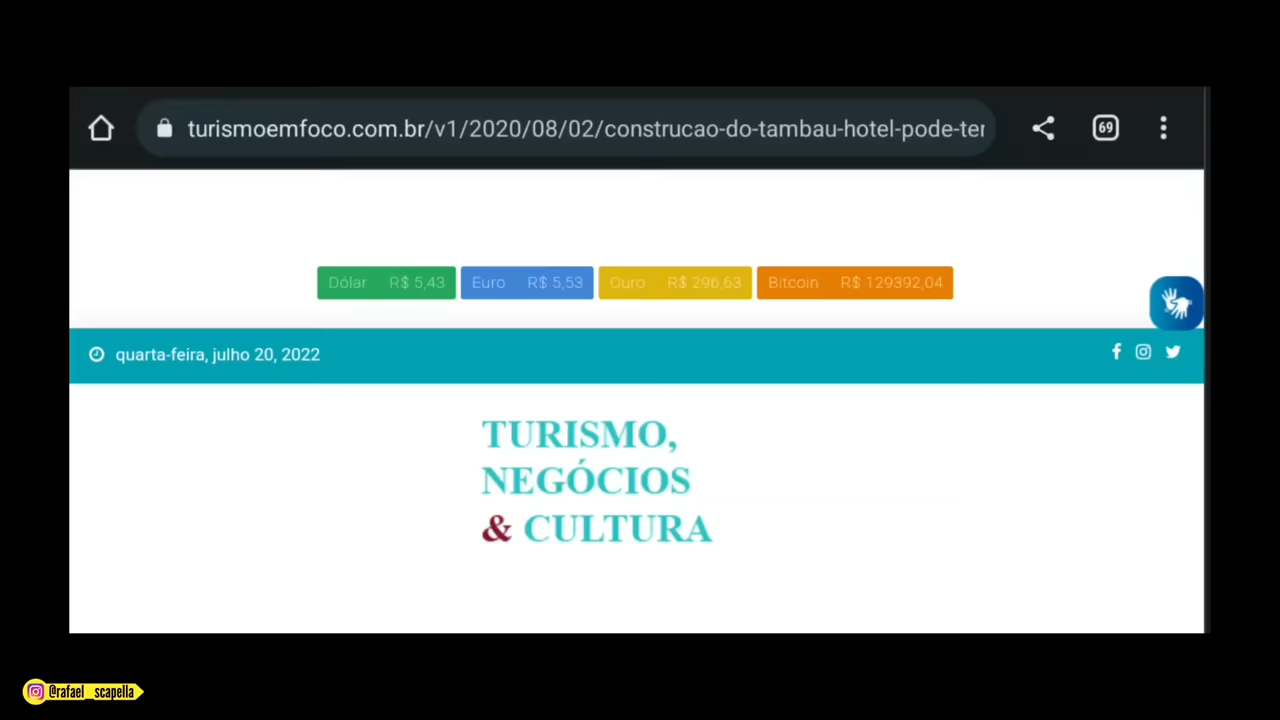 turismoemfoco.com.br/v1/2020/08/02/construcao-do-tambau-hotel-pode-ter
69
Dólar R$ 5,43 Euro R$ 5,53 Ouro R$ 296,63 Bitcoin R$ 129392,04
quarta-feira, julho 20, 2022
TURISMO,
NEGÓCIOS
& CULTURA
@rafael_scapella